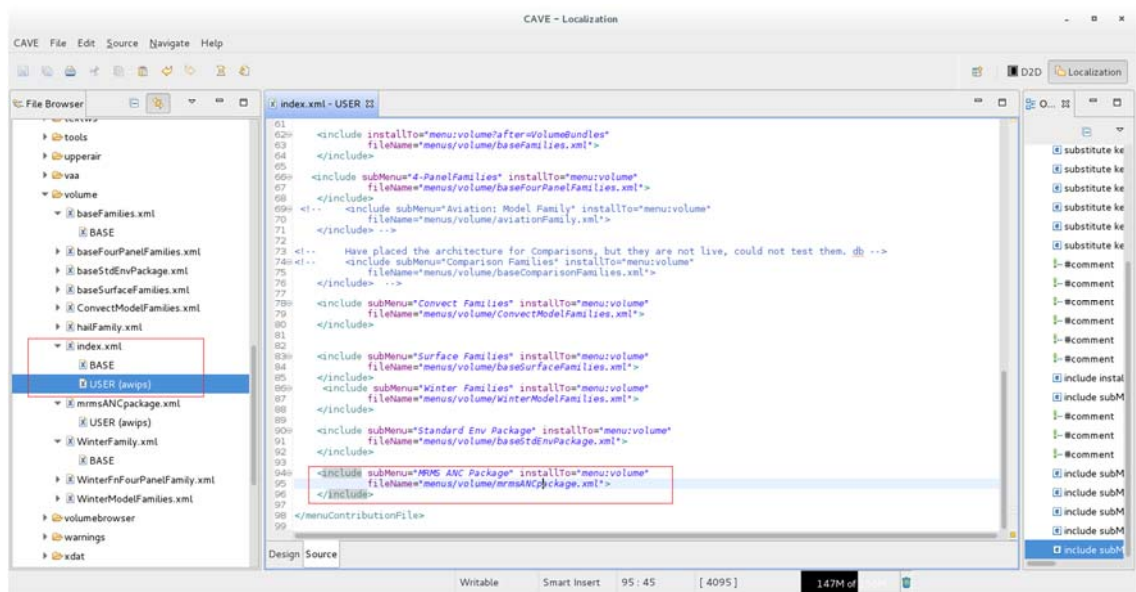 CAVE - Localization
CAVE File Edit Source Navigate Help
D2D Localization
File Browser
index.xml - USER
O...
tools
upperair
vaa
volume
baseFamilies.xml
BASE
baseFourPanelFamilies.xml
baseStdEnvPackage.xml
baseSurfaceFamilies.xml
ConvectModelFamilies.xml
hailFamily.xml
index.xml
BASE
USER (awips)
mrmsANCpackage.xml
USER (awips)
WinterFamily.xml
BASE
WinterFnFourPanelFamily.xml
WinterModelFamilies.xml
volumebrowser
warnings
xdat
61
62 <include installTo="menu:volume?after=VolumeBundles"
63 fileName="menus/volume/baseFamilies.xml">
64 </include>
65
66 <include subMenu="4-PanelFamilies" installTo="menu:volume"
67 fileName="menus/volume/baseFourPanelFamilies.xml">
68 </include>
69 <!-- <include subMenu="Aviation: Model Family" installTo="menu:volume"
70 fileName="menus/volume/aviationFamily.xml">
71 </include> -->
72
73 <!-- Have placed the architecture for Comparisons, but they are not live, could not test them. db -->
74 <!-- <include subMenu="Comparison Families" installTo="menu:volume"
75 fileName="menus/volume/baseComparisonFamilies.xml">
76 </include> -->
77
78 <include subMenu="Convect Families" installTo="menu:volume"
79 fileName="menus/volume/ConvectModelFamilies.xml">
80 </include>
81
82
83 <include subMenu="Surface Families" installTo="menu:volume"
84 fileName="menus/volume/baseSurfaceFamilies.xml">
85 </include>
86 <include subMenu="Winter Families" installTo="menu:volume"
87 fileName="menus/volume/WinterModelFamilies.xml">
88 </include>
89
90 <include subMenu="Standard Env Package" installTo="menu:volume"
91 fileName="menus/volume/baseStdEnvPackage.xml">
92 </include>
93
94 <include subMenu="MRMS ANC Package" installTo="menu:volume"
95 fileName="menus/volume/mrmsANCpackage.xml">
96 </include>
97
98 </menuContributionFile>
99
Design Source
substitute ke
substitute ke
substitute ke
substitute ke
substitute ke
substitute ke
#comment
#comment
#comment
#comment
#comment
#comment
include instal
include subM
#comment
#comment
#comment
include subM
include subM
include subM
include subM
include subM
Writable Smart Insert 95 : 45 [ 4095 ] 147M of